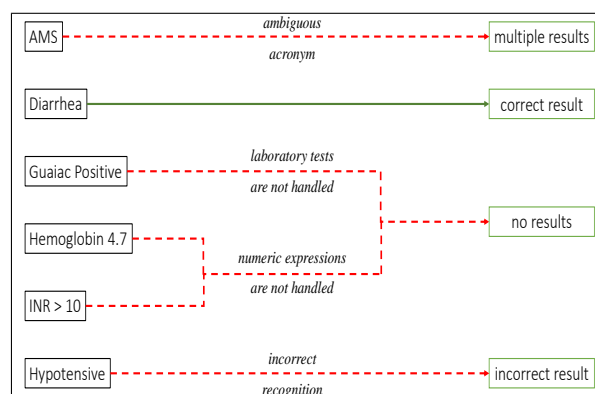 AMS
ambiguous
acronym
multiple results
Diarrhea
correct result
Guaiac Positive
laboratory tests
are not handled
no results
Hemoglobin 4.7
numeric expressions
are not handled
INR > 10
Hypotensive
incorrect
recognition
incorrect result